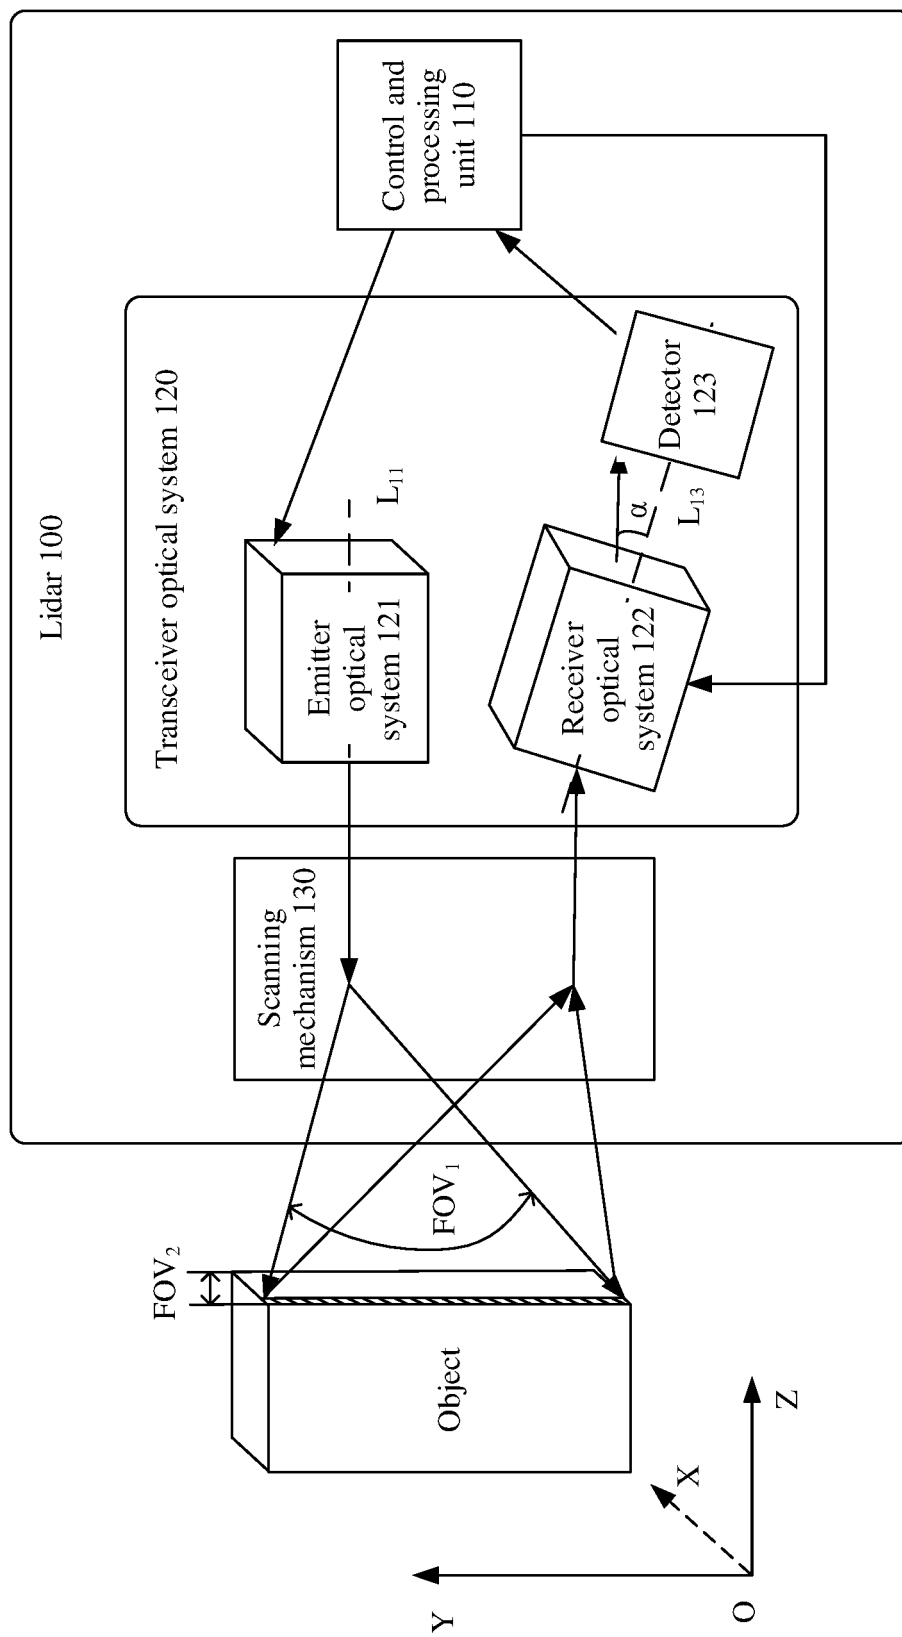 Lidar 100
Transceiver optical system 120
Control and
processing
unit 110
Emitter
optical
system 121
L11
Receiver
optical
system 122
α
L13
Detector
123
Scanning
mechanism 130
FOV1
FOV2
Object
Y
X
O
Z